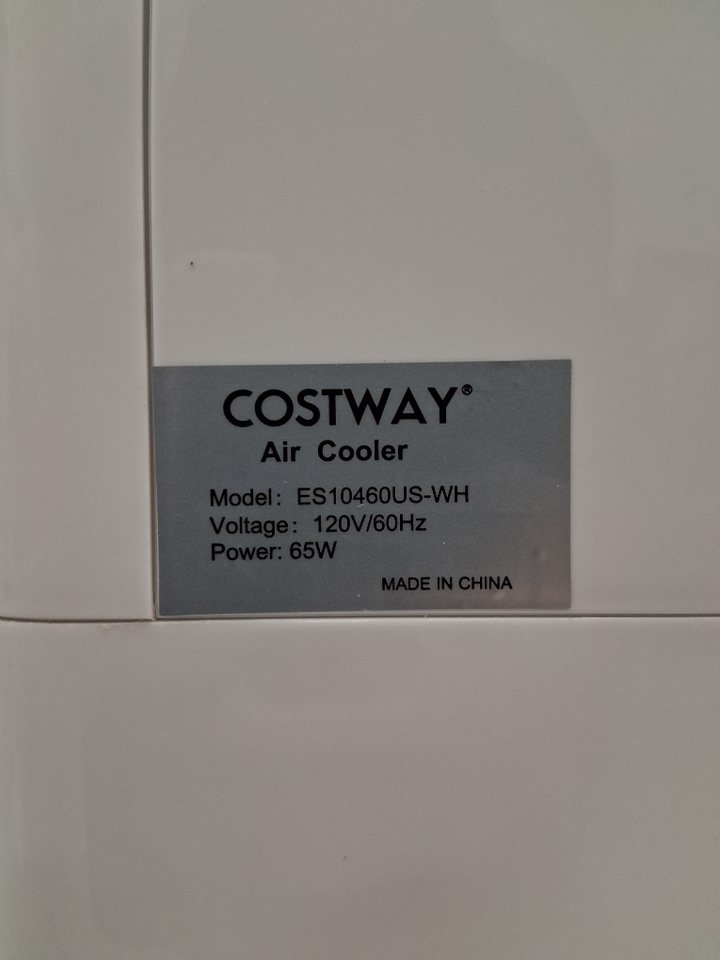 COSTWAY®
Air Cooler
Model: ES10460US-WH
Voltage: 120V/60Hz
Power: 65W
MADE IN CHINA